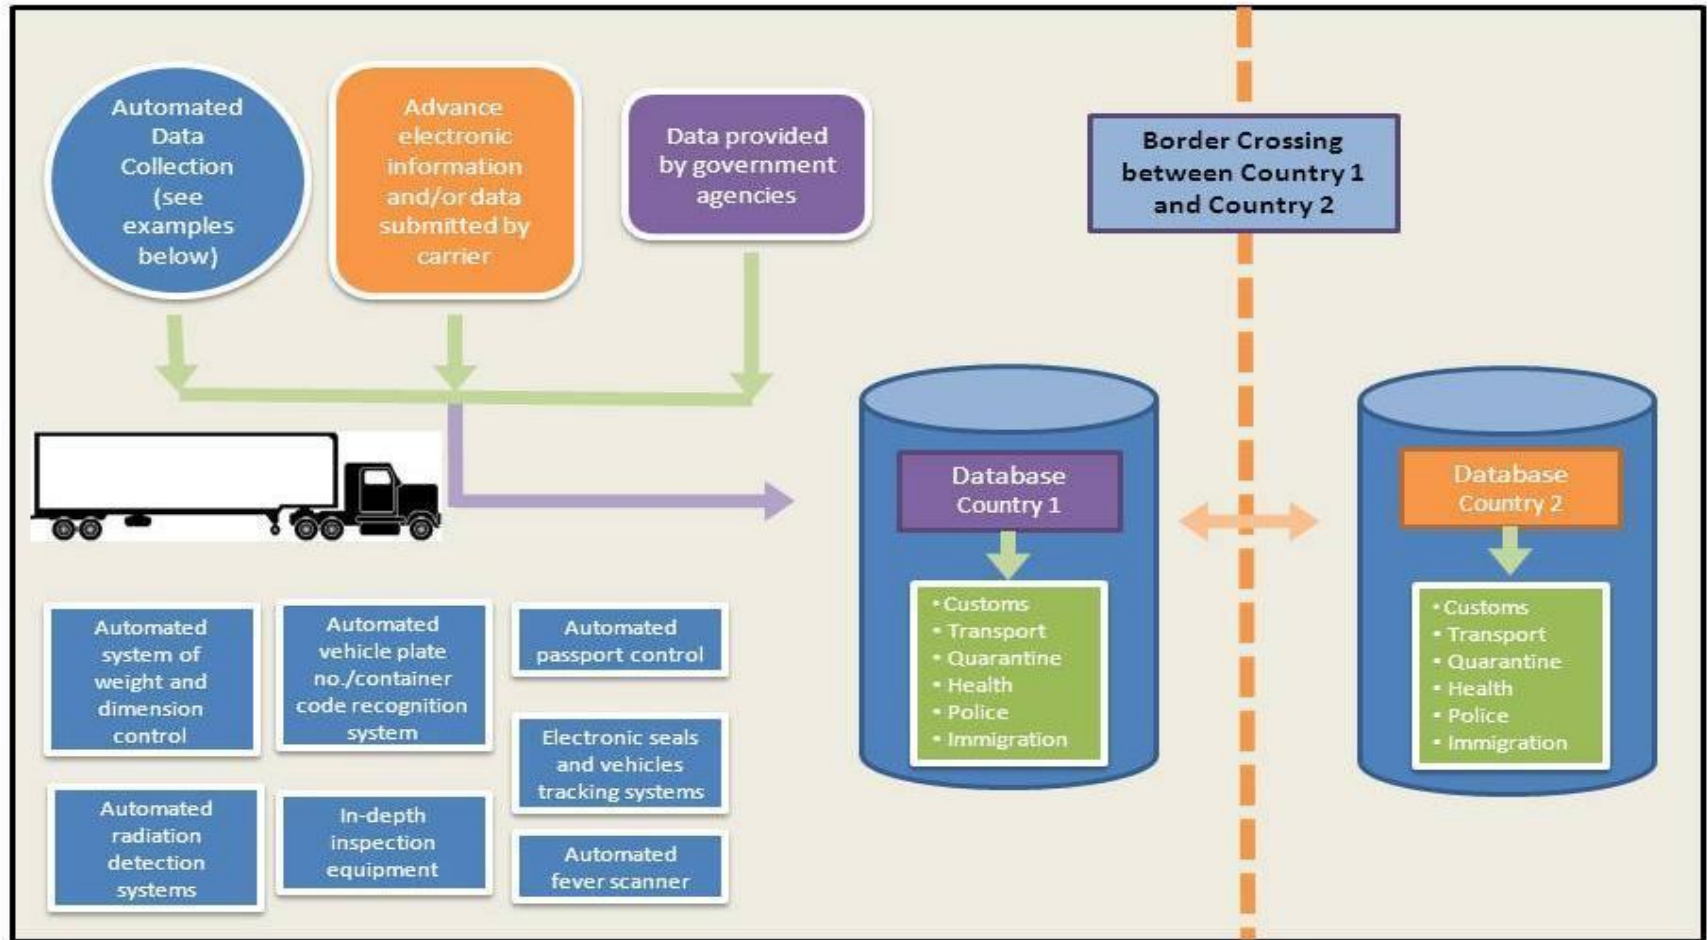 Automated
Data
Collection
(see
examples
below)
Advance
electronic
information
and/or data
submitted by
carrier
Data provided
by government
agencies
Border Crossing
between Country 1
and Country 2
Database
Country 1
• Customs
• Transport
• Quarantine
• Health
• Police
• Immigration
Database
Country 2
• Customs
• Transport
• Quarantine
• Health
• Police
• Immigration
Automated
system of
weight and
dimension
control
Automated
vehicle plate
no./container
code recognition
system
Automated
passport control
Electronic seals
and vehicles
tracking systems
Automated
radiation
detection
systems
In-depth
inspection
equipment
Automated
fever scanner